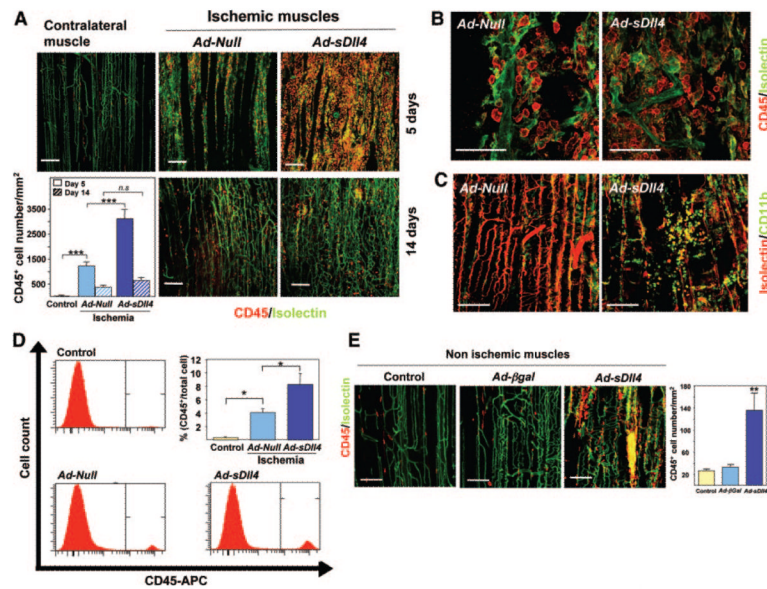 A
Contralateral
muscle
Ischemic muscles
Ad-Null
Ad-sDll4
5 days
14 days
Day 5
Day 14
n.s
***
***
CD45+ cell number/mm²
3500
2500
1500
500
Control
Ad-Null
Ad-sDll4
Ischemia
CD45/Isolectin
B
Ad-Null
Ad-sDll4
CD45/Isolectin
C
Ad-Null
Ad-sDll4
Isolectin/CD11b
D
Control
Cell count
% (CD45+/total cell)
12
10
8
6
4
2
0
*
*
Control
Ad-Null
Ad-sDll4
Ischemia
Ad-Null
Ad-sDll4
CD45-APC
E
Non ischemic muscles
Control
Ad-βgal
Ad-sDll4
CD45/Isolectin
CD45+ cell number/mm²
180
140
100
60
20
**
Control
Ad-βGal
Ad-sDll4